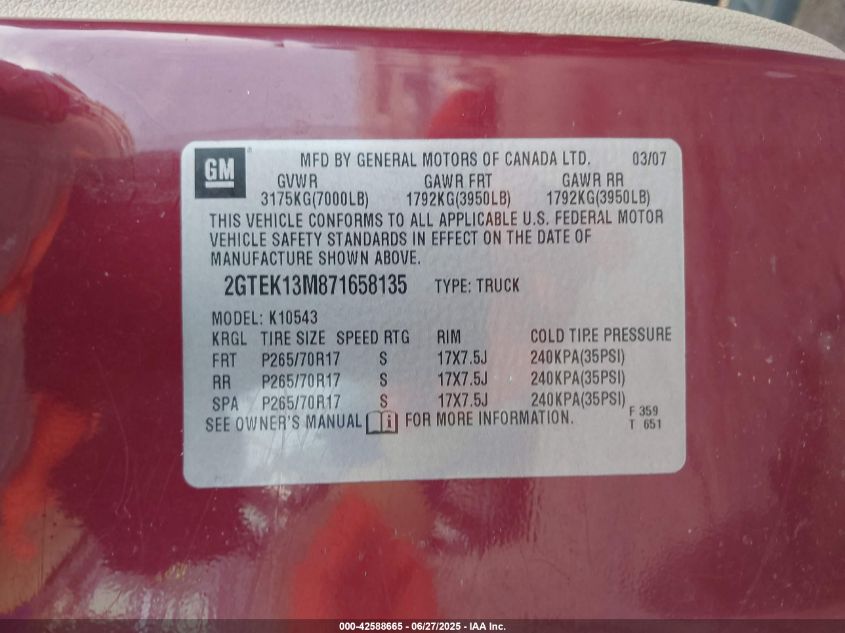 GM
MFD BY GENERAL MOTORS OF CANADA LTD. 03/07
GVWR GAWR FRT GAWR RR
3175KG(7000LB) 1792KG(3950LB) 1792KG(3950LB)
THIS VEHICLE CONFORMS TO ALL APPLICABLE U.S. FEDERAL MOTOR
VEHICLE SAFETY STANDARDS IN EFFECT ON THE DATE OF
MANUFACTURE SHOWN ABOVE.
2GTEK13M871658135 TYPE: TRUCK
MODEL: K10543
KRGL TIRE SIZE SPEED RTG RIM COLD TIRE PRESSURE
FRT P265/70R17 S 17X7.5J 240KPA(35PSI)
RR P265/70R17 S 17X7.5J 240KPA(35PSI)
SPA P265/70R17 S 17X7.5J 240KPA(35PSI)
SEE OWNER'S MANUAL i FOR MORE INFORMATION.
F 359
T 651
000-42588665 - 06/27/2025 - IAA Inc.